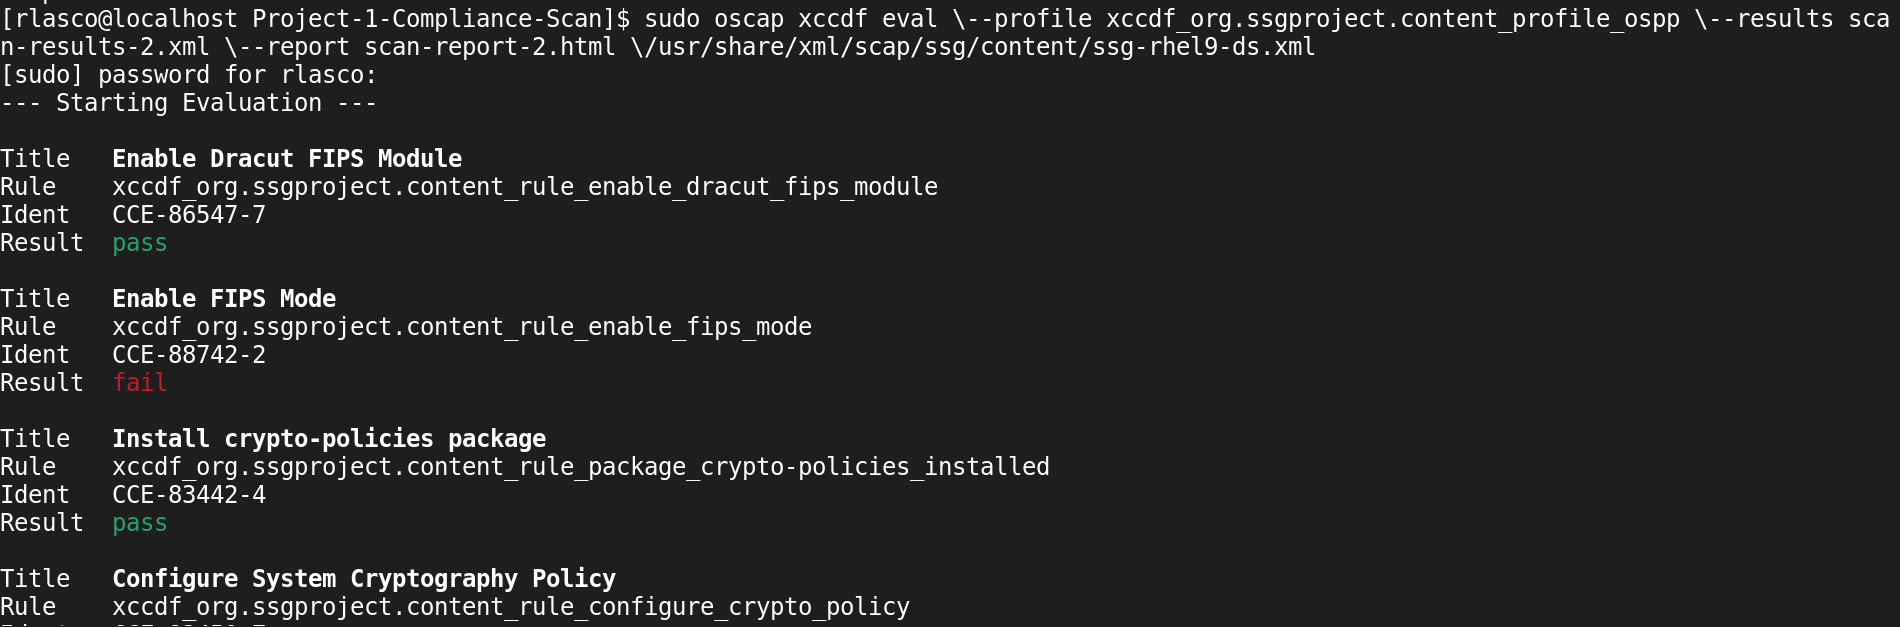 [rlasco@localhost Project-1-Compliance-Scan]$ sudo oscap xccdf eval \--profile xccdf_org.ssgproject.content_profile_ospp \--results sca
n-results-2.xml \--report scan-report-2.html \/usr/share/xml/scap/ssg/content/ssg-rhel9-ds.xml
[sudo] password for rlasco:
--- Starting Evaluation ---

Title   Enable Dracut FIPS Module
Rule    xccdf_org.ssgproject.content_rule_enable_dracut_fips_module
Ident   CCE-86547-7
Result  pass

Title   Enable FIPS Mode
Rule    xccdf_org.ssgproject.content_rule_enable_fips_mode
Ident   CCE-88742-2
Result  fail

Title   Install crypto-policies package
Rule    xccdf_org.ssgproject.content_rule_package_crypto-policies_installed
Ident   CCE-83442-4
Result  pass

Title   Configure System Cryptography Policy
Rule    xccdf_org.ssgproject.content_rule_configure_crypto_policy